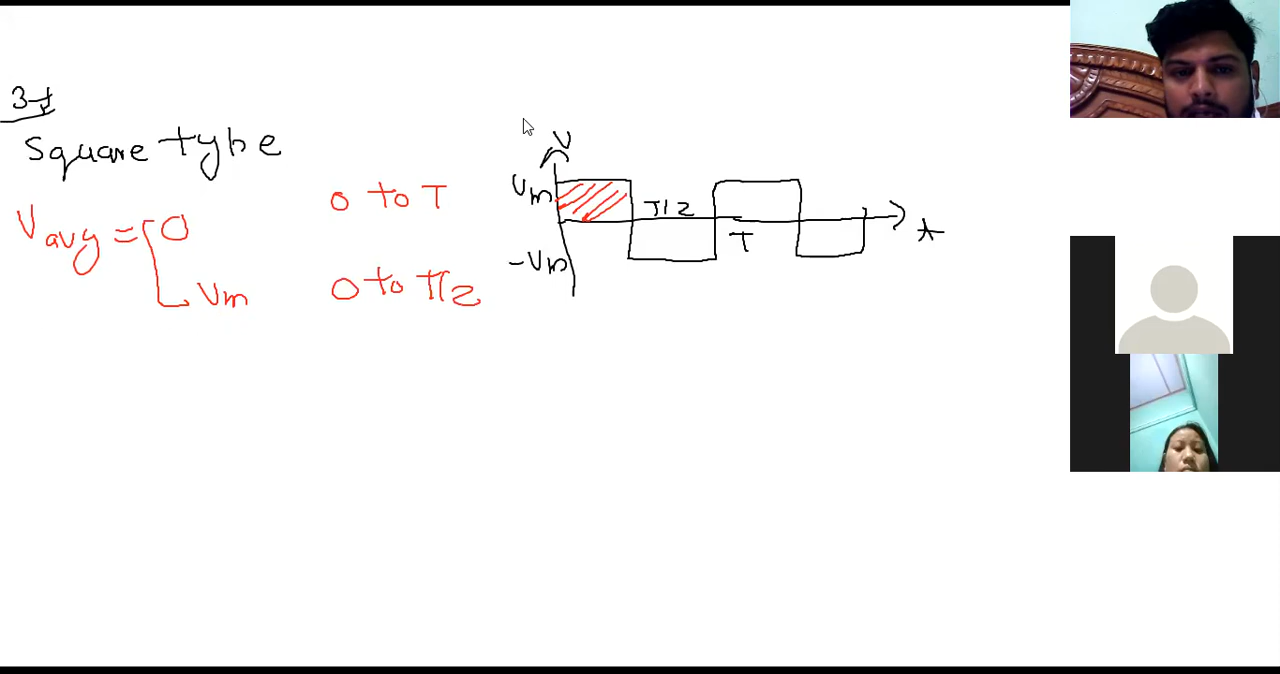 3-
Square type
Vavg = 0 0 to T
Vm 0 to T/2
V
Vm
T/2
T
-Vm
t